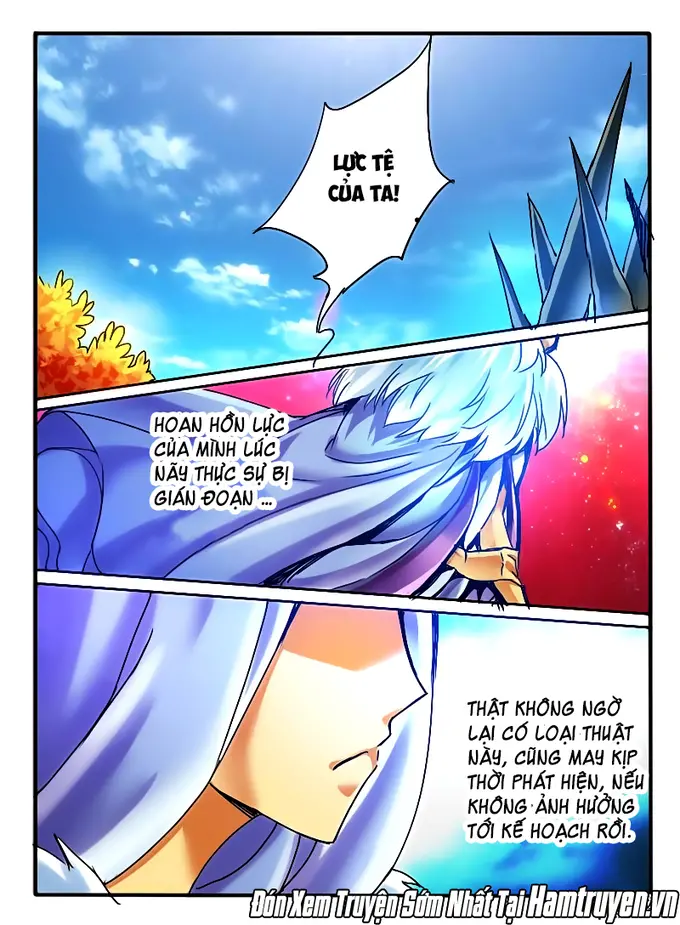 LỰC TỆ
CỦA TA!
HOAN HỒN LỰC
CỦA MÌNH LÚC
NÃY THỰC SỰ BỊ
GIÁN ĐOẠN ...
THẬT KHÔNG NGỜ
LẠI CÓ LOẠI THUẬT
NÀY, CŨNG MAY KỊP
THỜI PHÁT HIỆN, NẾU
KHÔNG ẢNH HƯỞNG
TỚI KẾ HOẠCH RỒI.
Đón Xem Truyện Sớm Nhất Tại Hamtruyen.vn